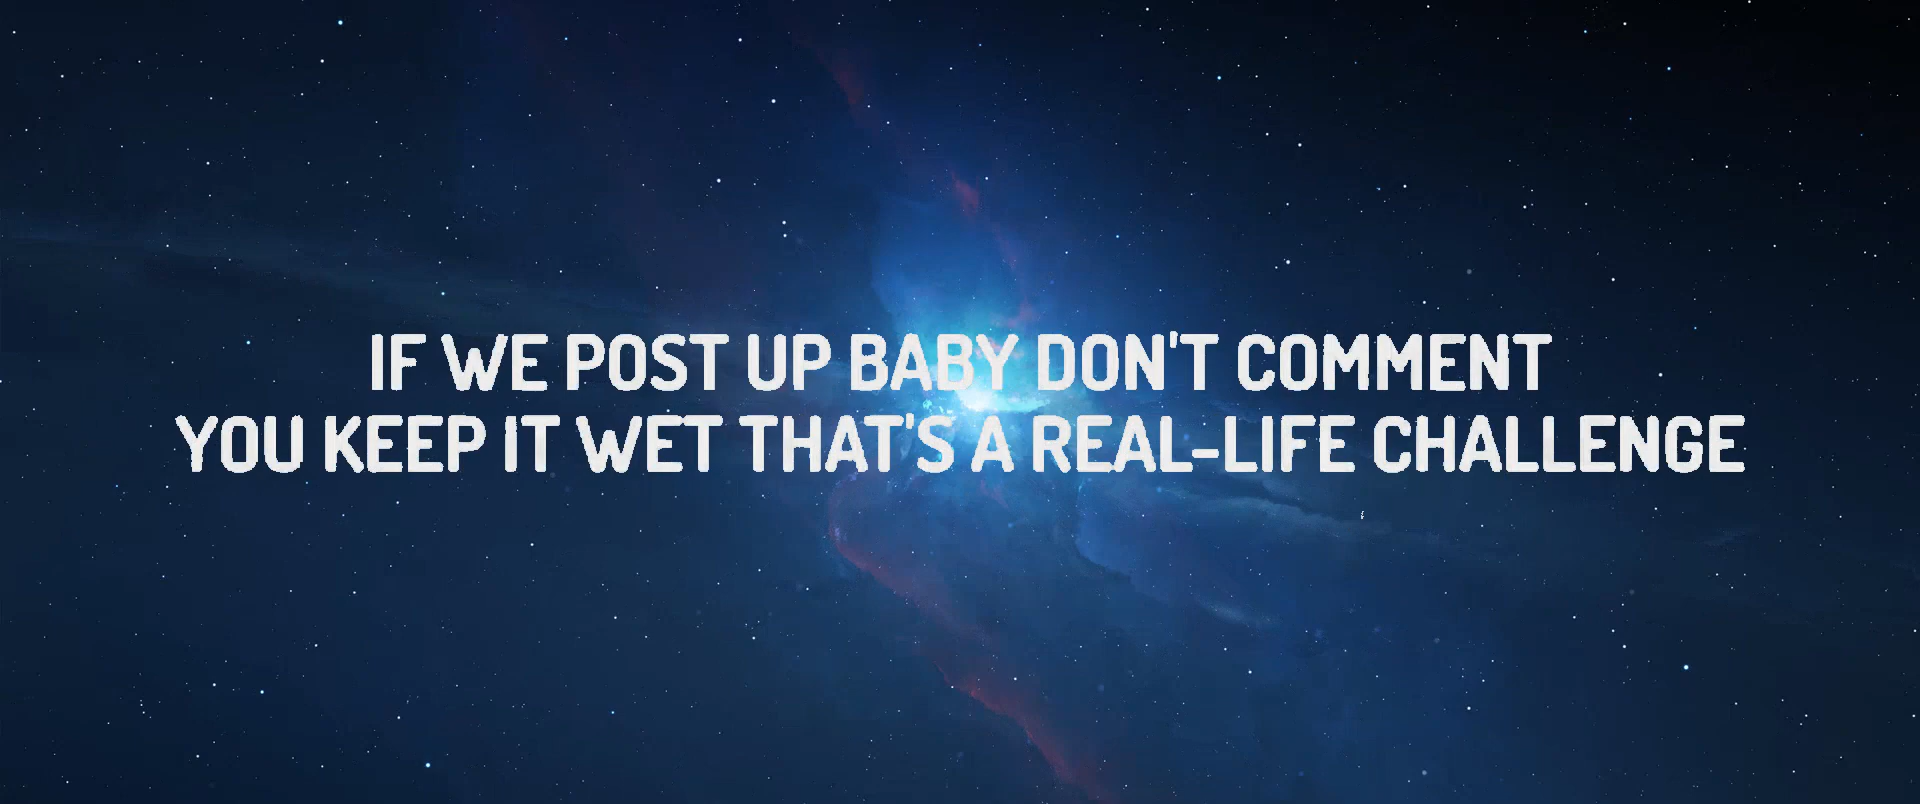 IF WE POST UP BABY DON'T COMMENT
YOU KEEP IT WET THAT'S A REAL-LIFE CHALLENGE